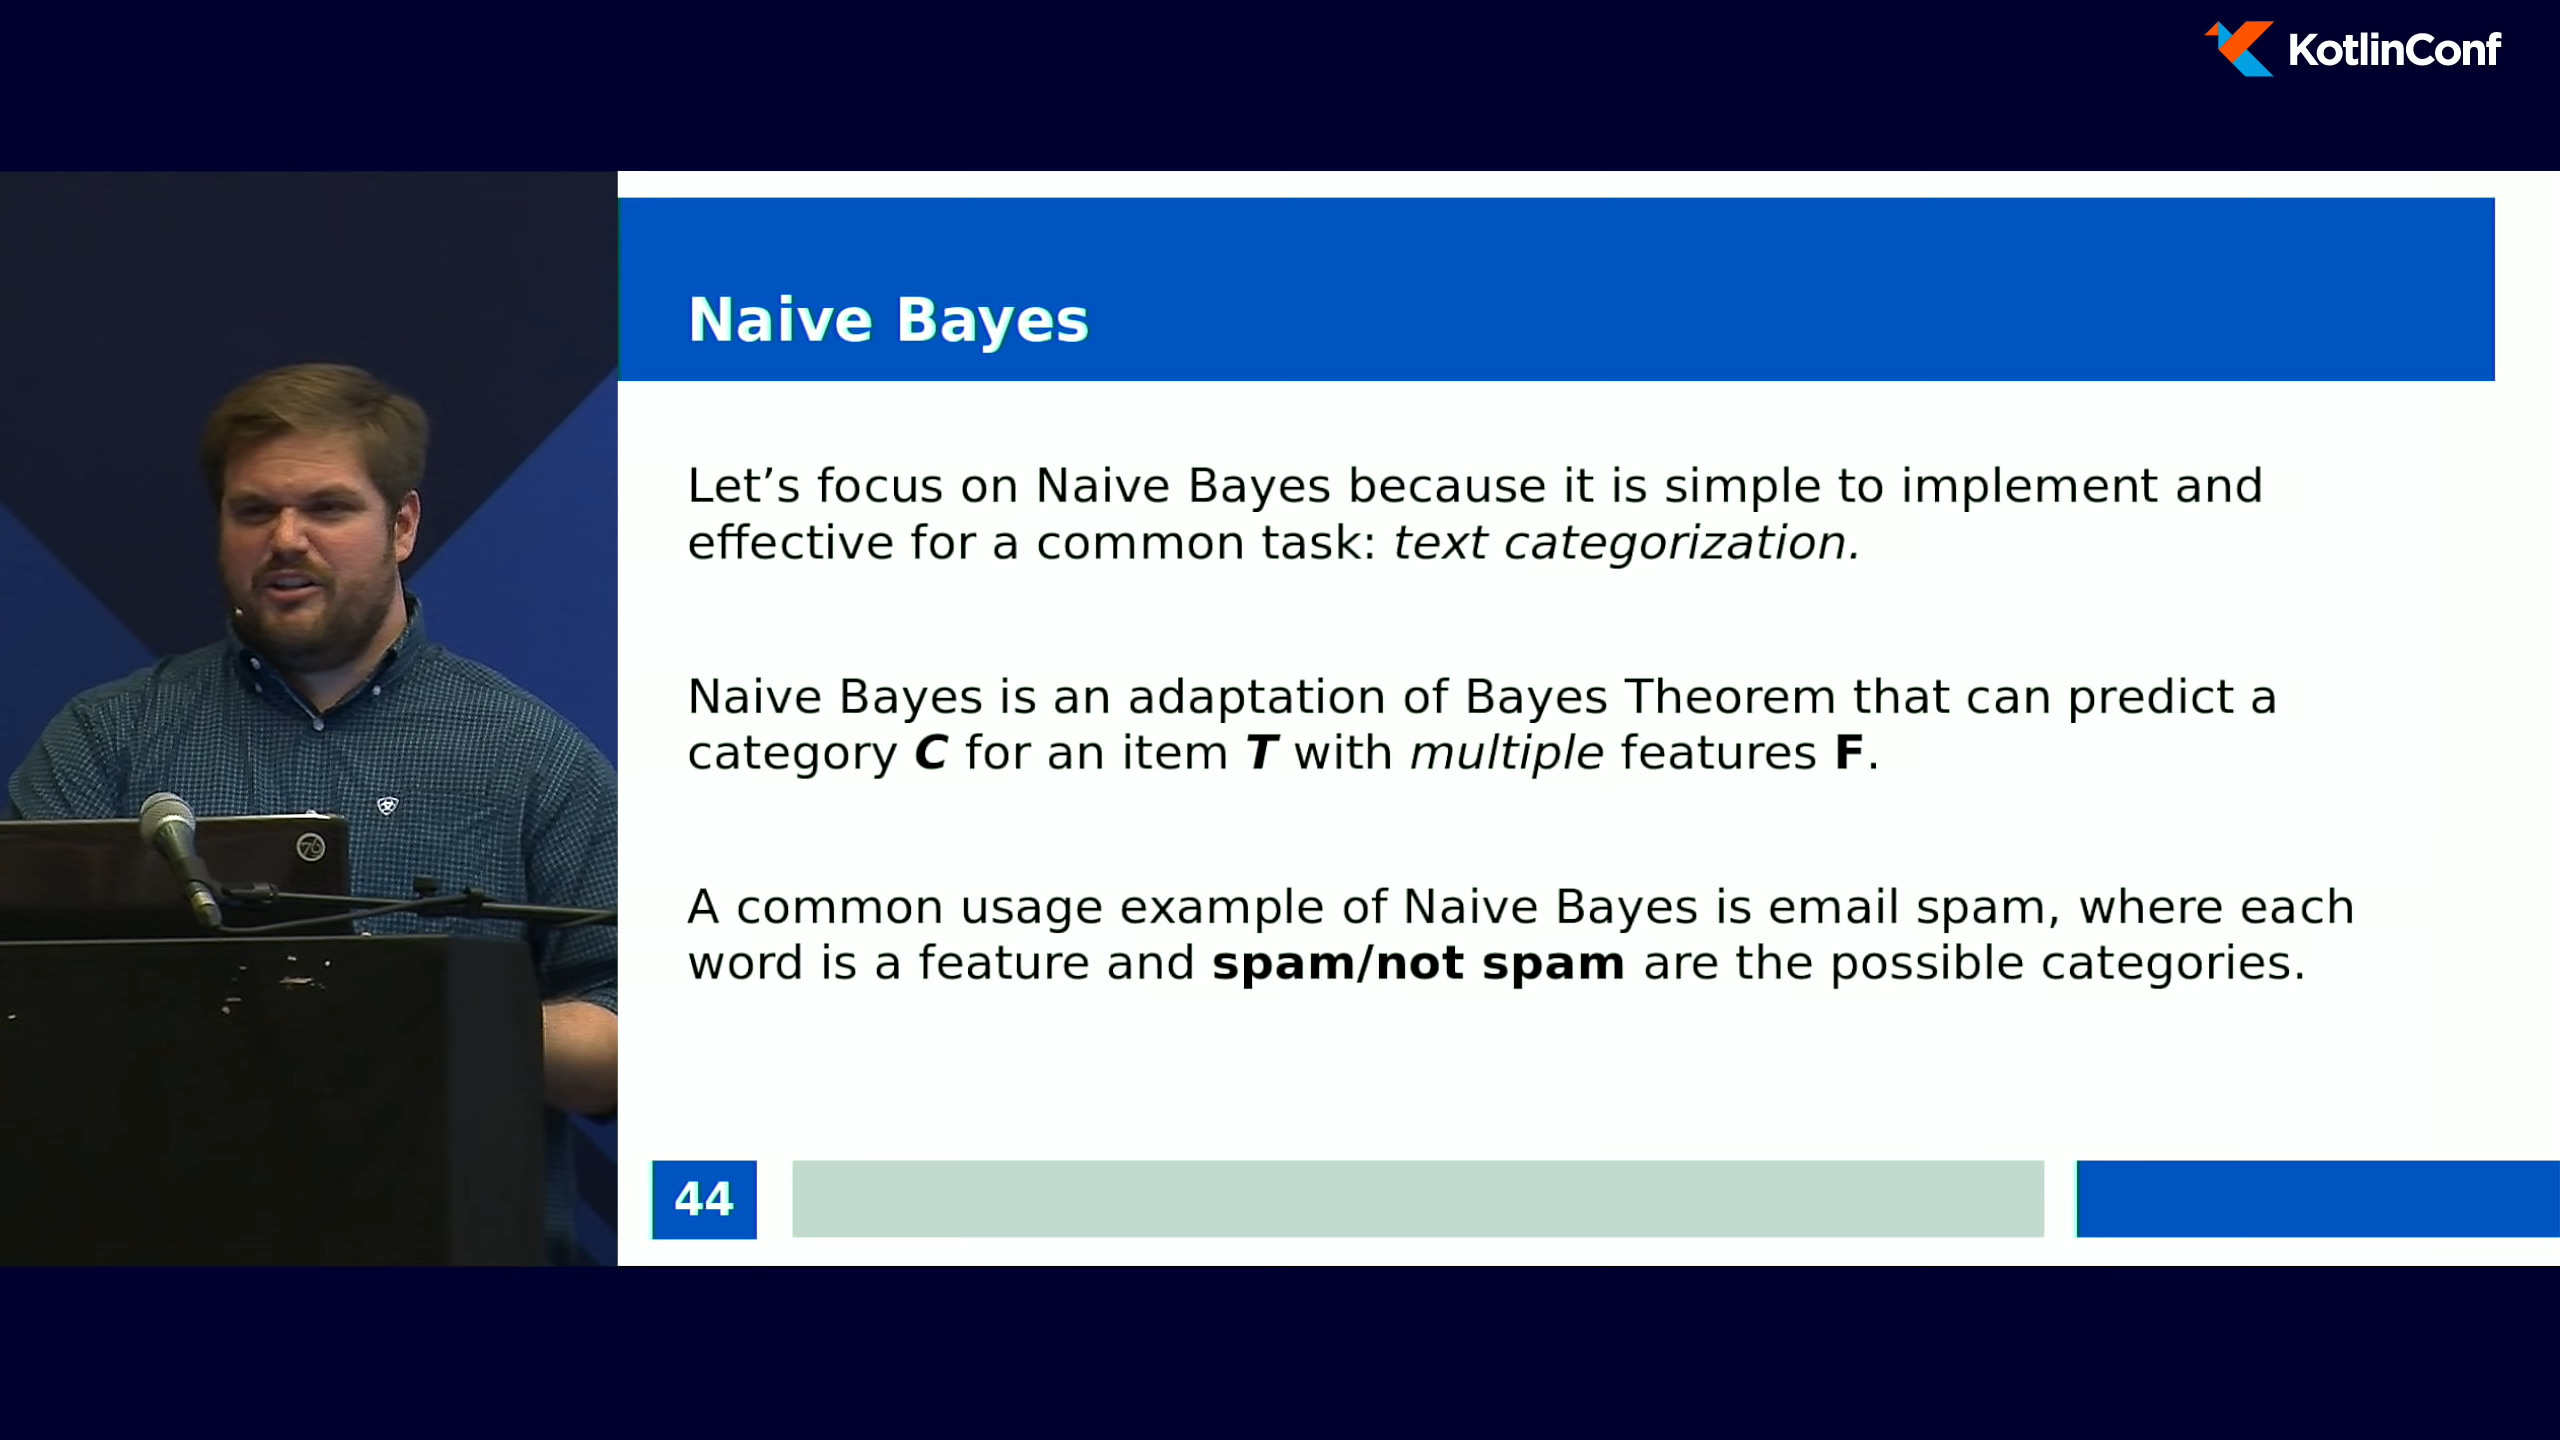 KotlinConf
Naive Bayes
Let’s focus on Naive Bayes because it is simple to implement and
effective for a common task: text categorization.
Naive Bayes is an adaptation of Bayes Theorem that can predict a
category C for an item T with multiple features F.
A common usage example of Naive Bayes is email spam, where each
word is a feature and spam/not spam are the possible categories.
44
76